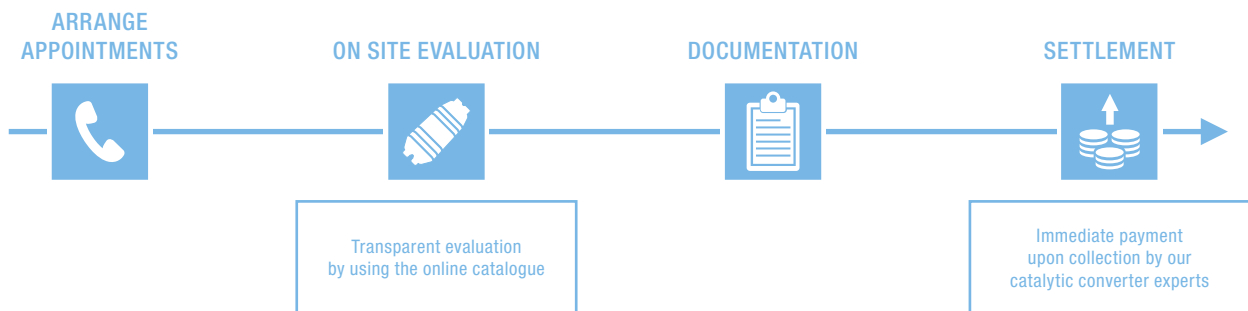 ARRANGE
APPOINTMENTS
ON SITE EVALUATION
DOCUMENTATION
SETTLEMENT
Transparent evaluation
by using the online catalogue
Immediate payment
upon collection by our
catalytic converter experts